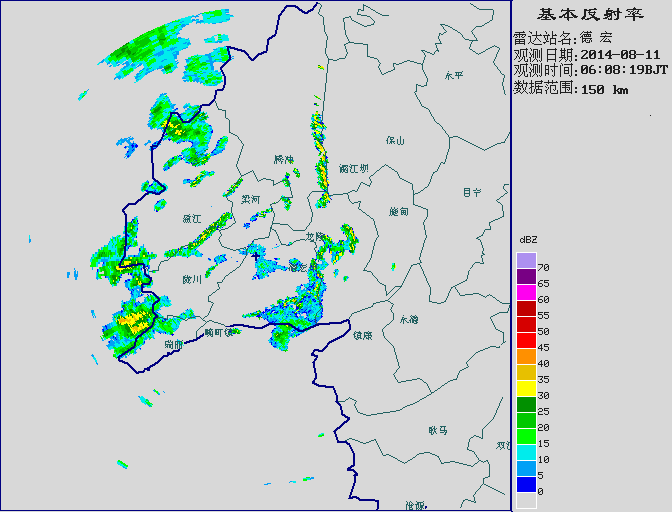 基本反射率
雷达站名:德 宏
观测日期:2014-08-11
观测时间:06:08:19BJT
数据范围:150 km
永平
保山
腾冲
潞江坝
昌宁
梁河
施甸
盈江
龙陵
陇川
永德
镇康
瑞丽
畹町镇
耿马
双江
沧源
dBZ
70
65
60
55
50
45
40
35
30
25
20
15
10
5
0